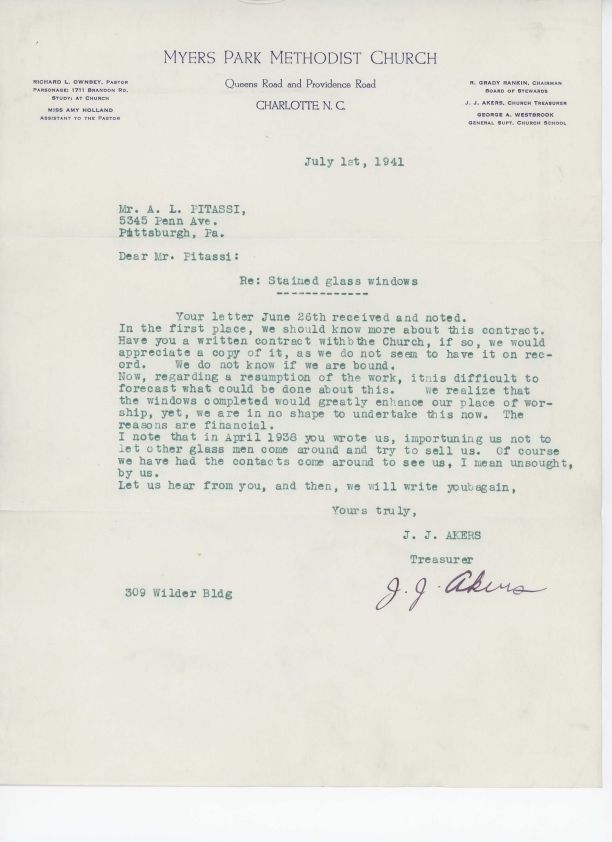 MYERS PARK METHODIST CHURCH
Queens Road and Providence Road
CHARLOTTE, N. C.
RICHARD L. OWNBEY, PASTOR
PARSONAGE: 1711 BRANDON RD.
STUDY: AT CHURCH
MISS AMY HOLLAND
ASSISTANT TO THE PASTOR
R. GRADY RANKIN, CHAIRMAN
BOARD OF STEWARDS
J. J. AKERS, CHURCH TREASURER
GEORGE A. WESTBROOK
GENERAL SUPT. CHURCH SCHOOL
July 1st, 1941
Mr. A. L. PITASSI,
5345 Penn Ave.
Pittsburgh, Pa.
Dear Mr. Pitassi:
Re: Stained glass windows
-------------
Your letter June 26th received and noted.
In the first place, we should know more about this contract.
Have you a written contract withbthe Church, if so, we would
appreciate a copy of it, as we do not seem to have it on rec-
ord. We do not know if we are bound.
Now, regarding a resumption of the work, itnis difficult to
forecast what could be done about this. We realize that
the windows completed would greatly enhance our place of wor-
ship, yet, we are in no shape to undertake this now. The
reasons are financial.
I note that in April 1938 you wrote us, importuning us not to
let other glass men come around and try to sell us. Of course
we have had the contacts come around to see us, I mean unsought,
by us.
Let us hear from you, and then, we will write youbagain,
Yours truly,
J. J. AKERS
Treasurer
J. J. Akers
309 Wilder Bldg